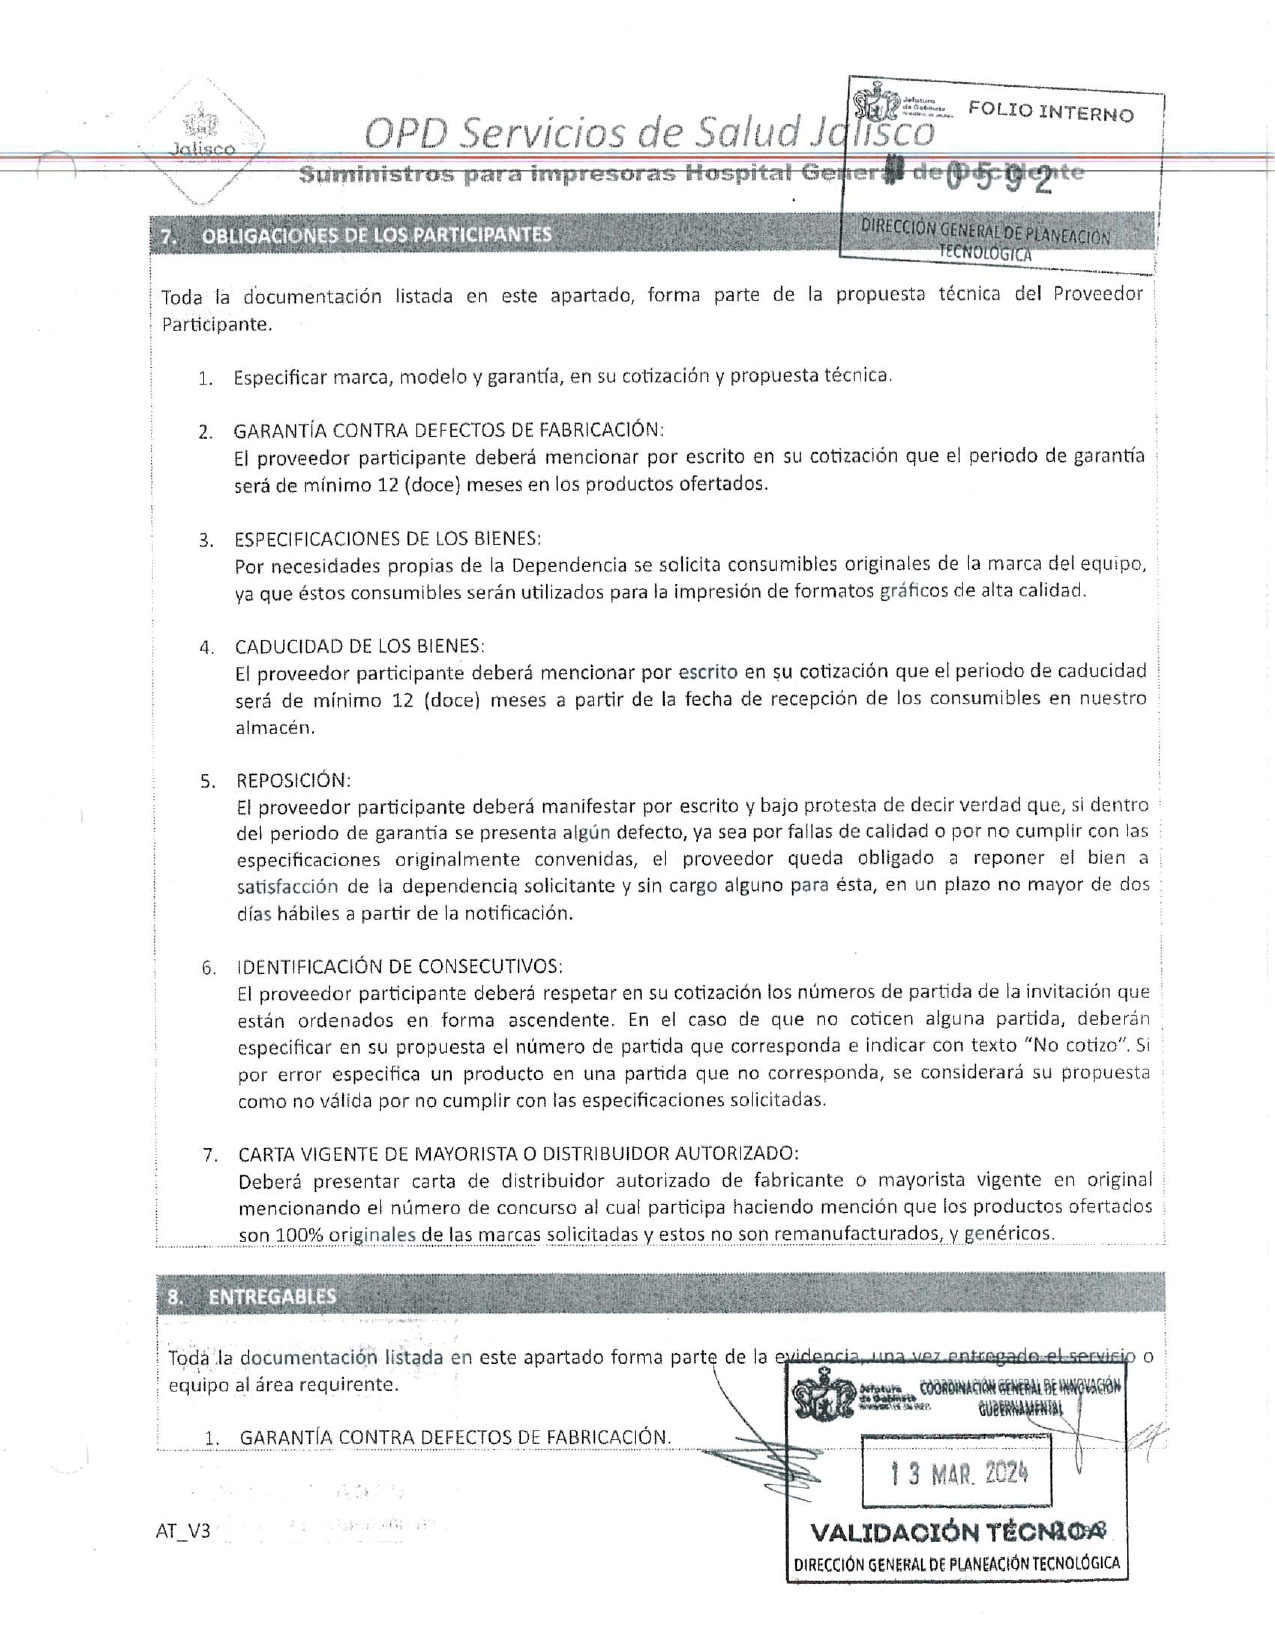 Jalisco
OPD Servicios de Salud Jalisco
Suministros para impresoras Hospital General de Occidente
Jefatura
de Gabinete
FOLIO INTERNO
0592
DIRECCIÓN GENERAL DE PLANEACIÓN
TECNOLÓGICA
7. OBLIGACIONES DE LOS PARTICIPANTES
Toda la documentación listada en este apartado, forma parte de la propuesta técnica del Proveedor
Participante.
1. Especificar marca, modelo y garantía, en su cotización y propuesta técnica.
2. GARANTÍA CONTRA DEFECTOS DE FABRICACIÓN:
El proveedor participante deberá mencionar por escrito en su cotización que el periodo de garantía
será de mínimo 12 (doce) meses en los productos ofertados.
3. ESPECIFICACIONES DE LOS BIENES:
Por necesidades propias de la Dependencia se solicita consumibles originales de la marca del equipo,
ya que éstos consumibles serán utilizados para la impresión de formatos gráficos de alta calidad.
4. CADUCIDAD DE LOS BIENES:
El proveedor participante deberá mencionar por escrito en su cotización que el periodo de caducidad
será de mínimo 12 (doce) meses a partir de la fecha de recepción de los consumibles en nuestro
almacén.
5. REPOSICIÓN:
El proveedor participante deberá manifestar por escrito y bajo protesta de decir verdad que, si dentro
del periodo de garantía se presenta algún defecto, ya sea por fallas de calidad o por no cumplir con las
especificaciones originalmente convenidas, el proveedor queda obligado a reponer el bien a
satisfacción de la dependencia solicitante y sin cargo alguno para ésta, en un plazo no mayor de dos
días hábiles a partir de la notificación.
6. IDENTIFICACIÓN DE CONSECUTIVOS:
El proveedor participante deberá respetar en su cotización los números de partida de la invitación que
están ordenados en forma ascendente. En el caso de que no coticen alguna partida, deberán
especificar en su propuesta el número de partida que corresponda e indicar con texto “No cotizo”. Si
por error especifica un producto en una partida que no corresponda, se considerará su propuesta
como no válida por no cumplir con las especificaciones solicitadas.
7. CARTA VIGENTE DE MAYORISTA O DISTRIBUIDOR AUTORIZADO:
Deberá presentar carta de distribuidor autorizado de fabricante o mayorista vigente en original
mencionando el número de concurso al cual participa haciendo mención que los productos ofertados
son 100% originales de las marcas solicitadas y estos no son remanufacturados, y genéricos.
8. ENTREGABLES
Toda la documentación listada en este apartado forma parte de la evidencia, una vez entregado el servicio o
equipo al área requirente.
1. GARANTÍA CONTRA DEFECTOS DE FABRICACIÓN.
Jefatura
de Gabinete
COORDINACIÓN GENERAL DE INNOVACIÓN
GUBERNAMENTAL
13 MAR. 2024
AT_V3
VALIDACIÓN TÉCNICA
DIRECCIÓN GENERAL DE PLANEACIÓN TECNOLÓGICA